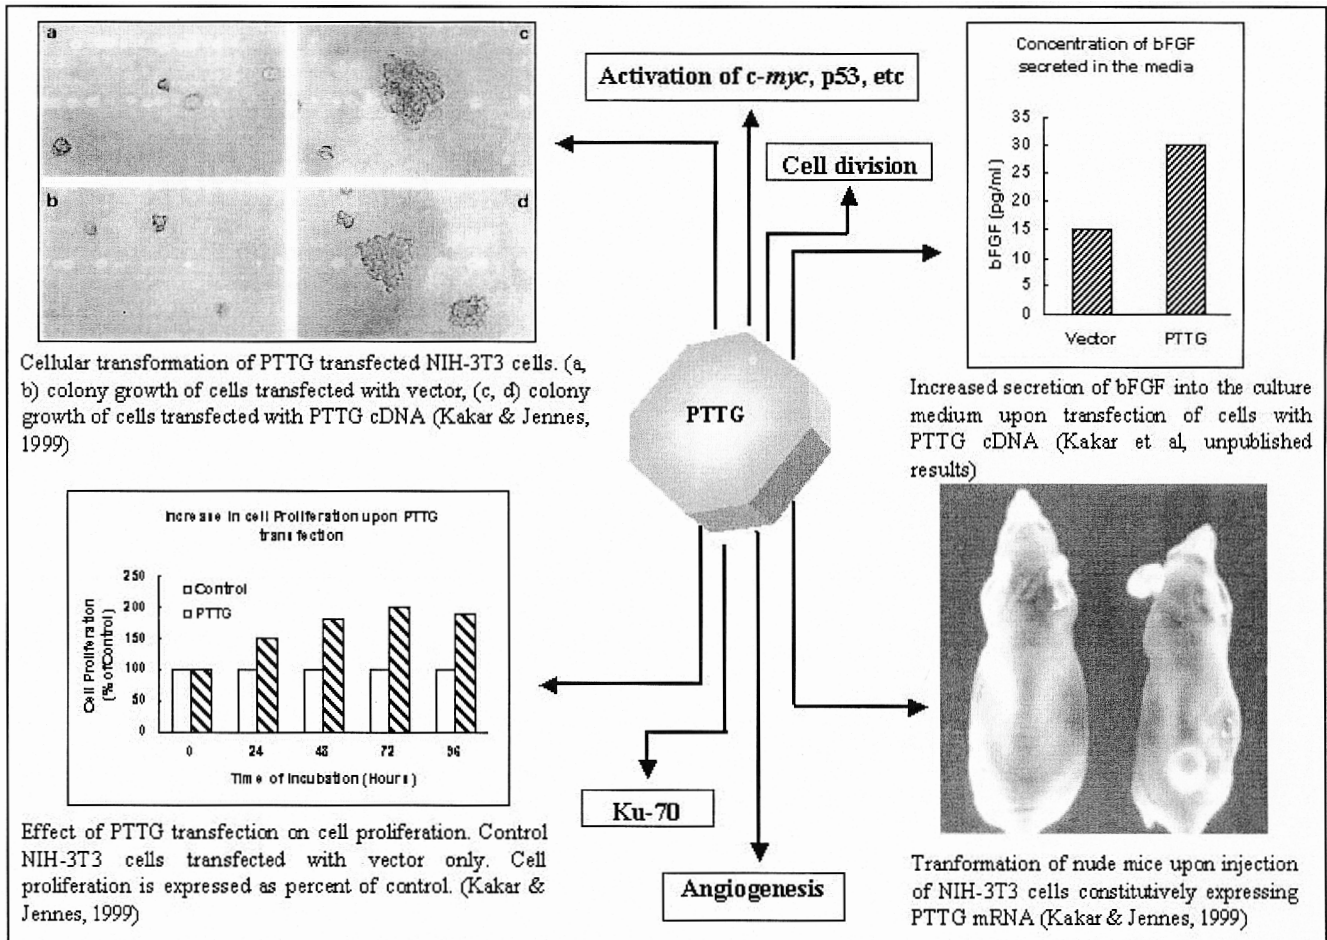 a
c
b
d
Cellular transformation of PTTG transfected NIH-3T3 cells. (a,
b) colony growth of cells transfected with vector, (c, d) colony
growth of cells transfected with PTTG cDNA (Kakar & Jennes,
1999)
Activation of c-myc, p53, etc
Cell division
PTTG
Ku-70
Angiogenesis
Concentration of bFGF
secreted in the media
bFGF (pg/ml)
35
30
25
20
15
10
5
0
Vector PTTG
Increased secretion of bFGF into the culture
medium upon transfection of cells with
PTTG cDNA (Kakar et al, unpublished
results)
Increase in cell Proliferation upon PTTG
transfection
Cell Proliferation
(% of Control)
250
200
150
100
50
0
Control
PTTG
0 24 48 72 96
Time of Incubation (Hours)
Effect of PTTG transfection on cell proliferation. Control
NIH-3T3 cells transfected with vector only. Cell
proliferation is expressed as percent of control. (Kakar &
Jennes, 1999)
Tranformation of nude mice upon injection
of NIH-3T3 cells constitutively expressing
PTTG mRNA (Kakar & Jennes, 1999)